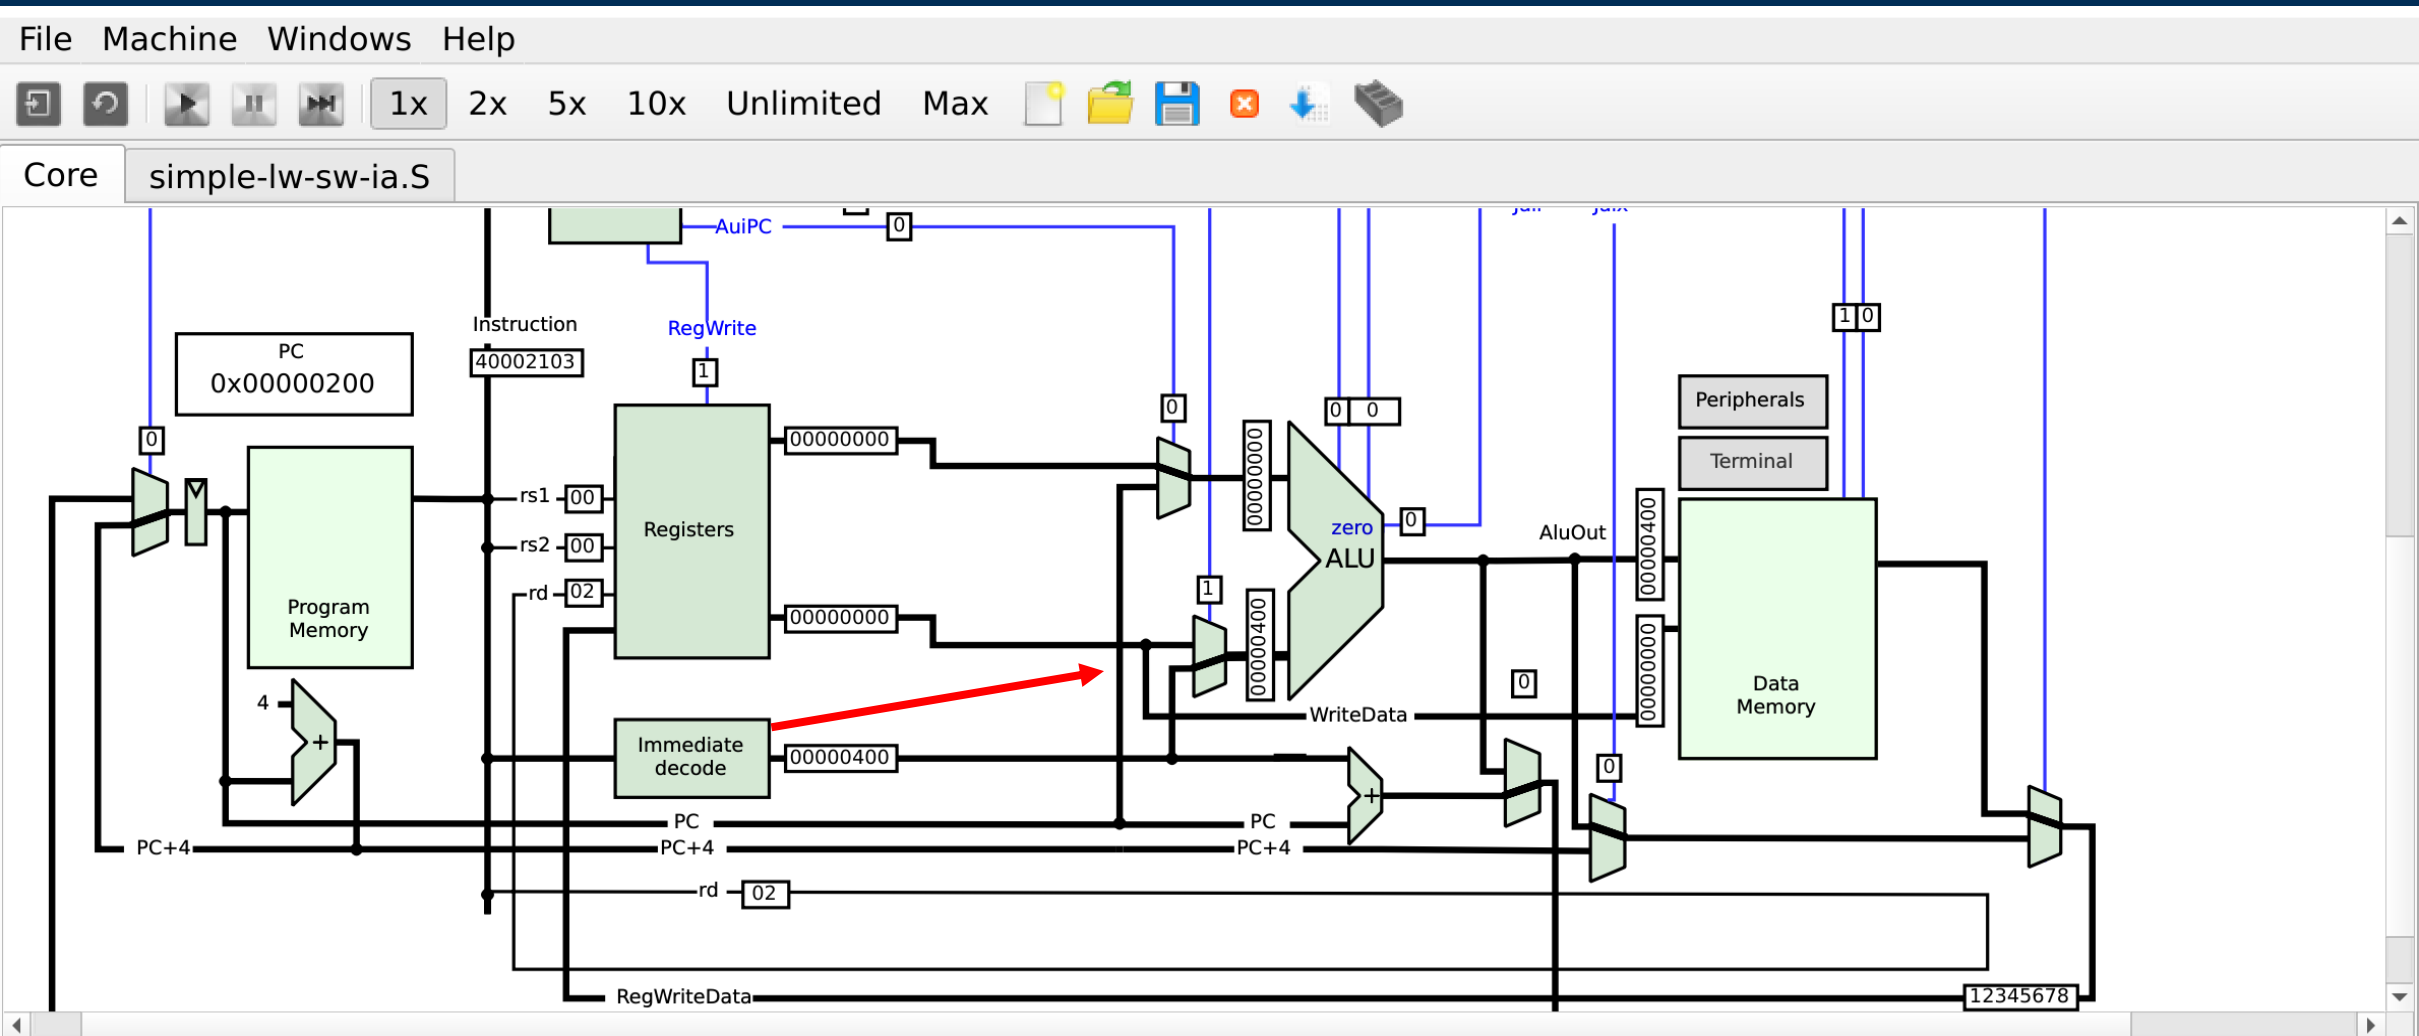 File Machine Windows Help
1x 2x 5x 10x Unlimited Max
Core simple-lw-sw-ia.S
AuiPC 0
Instruction
40002103
RegWrite
1
PC
0x00000200
0
Program
Memory
4
+
rs1 00
rs2 00
rd 02
Registers
00000000
00000000
Immediate
decode
00000400
0
1
00000000
00000400
0 0
zero
ALU
0
AluOut
1 0
Peripherals
Terminal
00000400
00000000
Data
Memory
WriteData
0
0
+
PC PC
PC+4 PC+4 PC+4
rd 02
RegWriteData 12345678